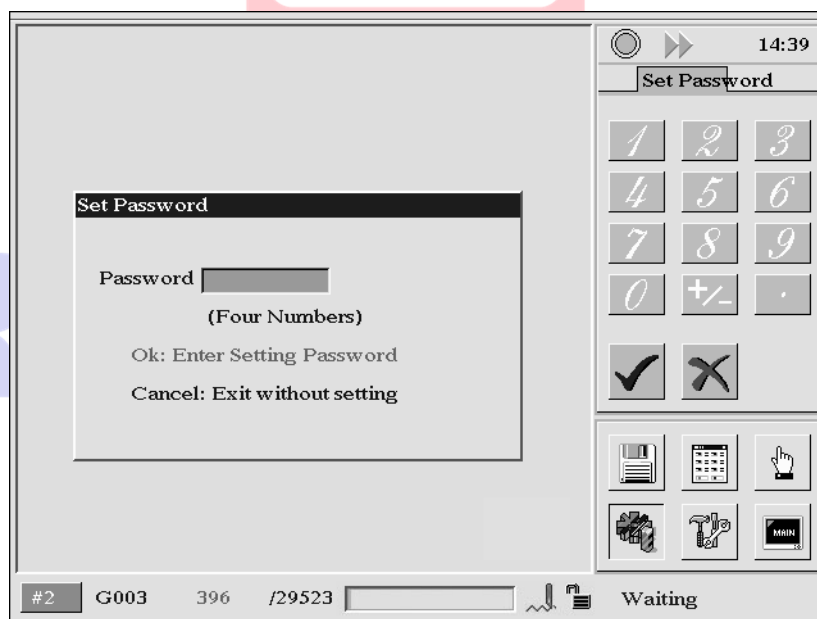 14:39
Set Password
1 2 3
4 5 6
7 8 9
0 +/- .
Set Password
Password
(Four Numbers)
Ok: Enter Setting Password
Cancel: Exit without setting
MAIN
#2 G003 396 /29523 Waiting